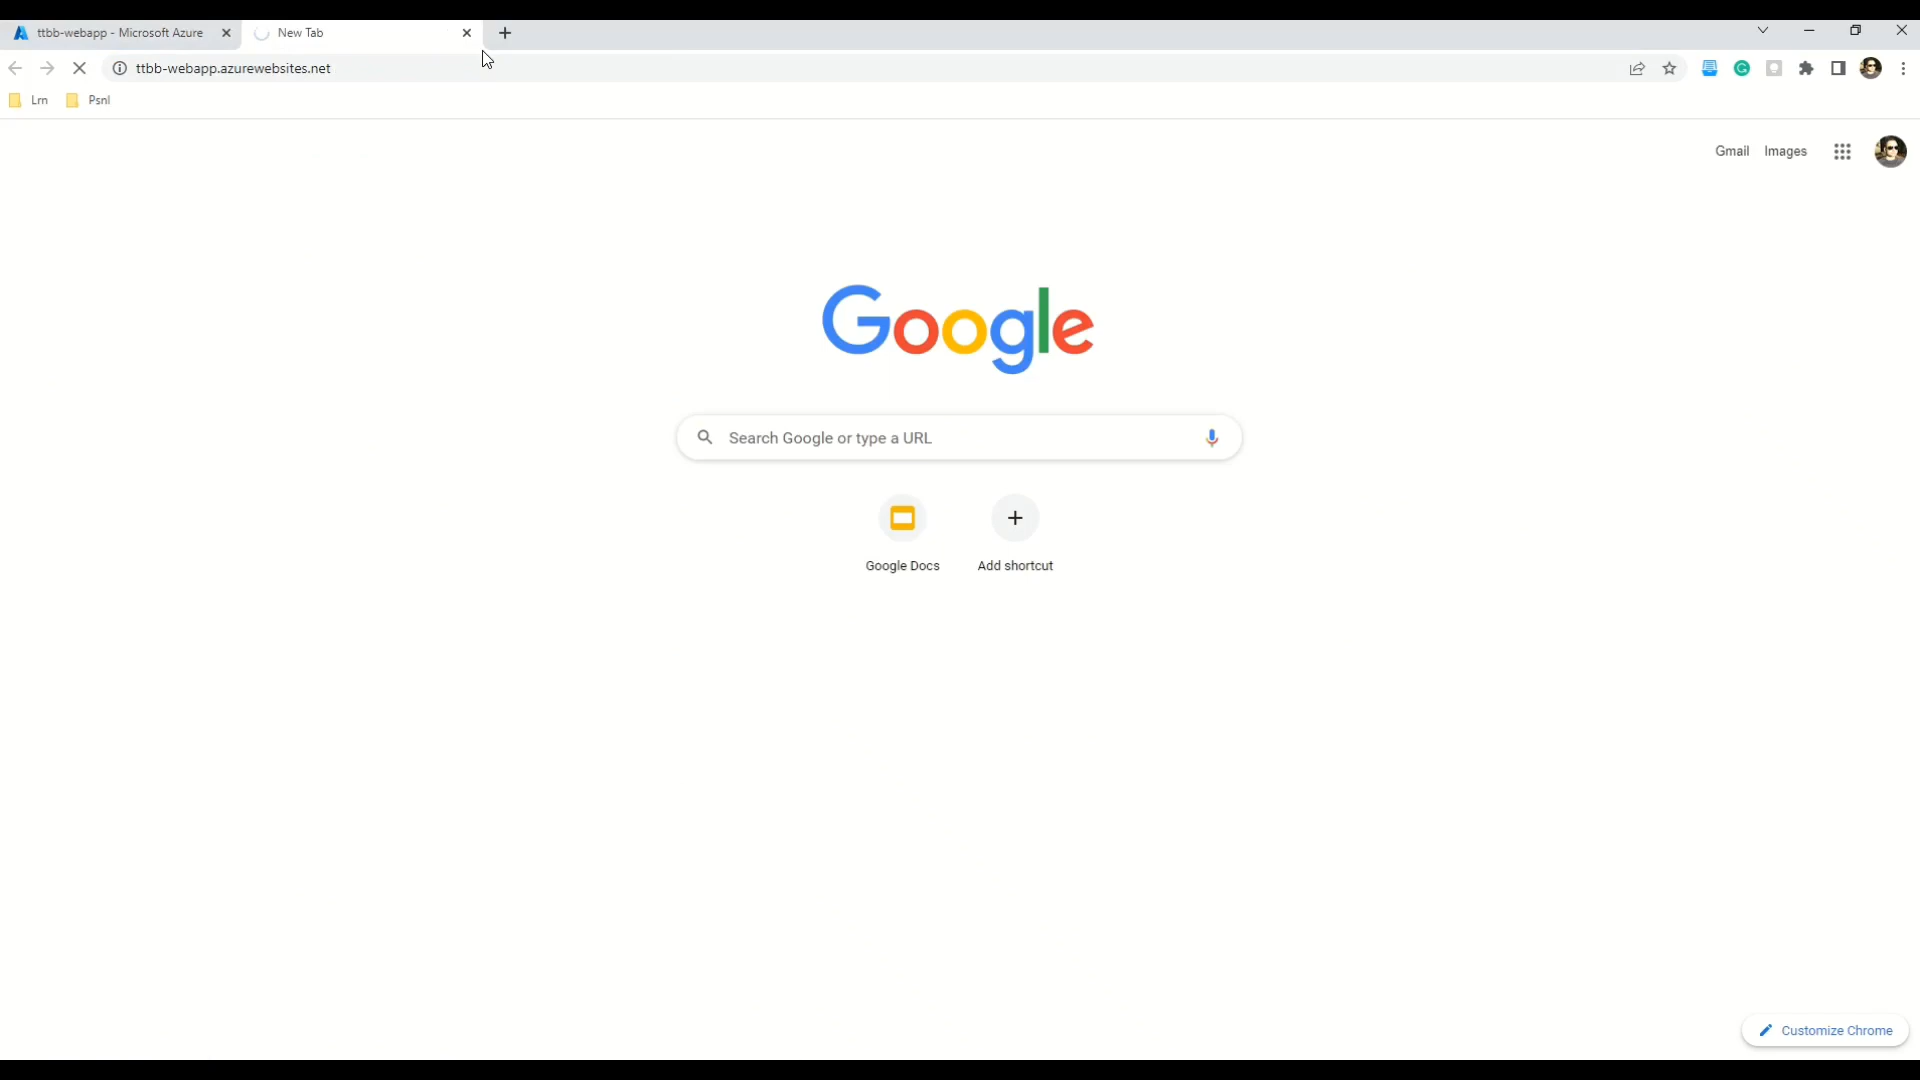 ttbb-webapp - Microsoft Azure
New Tab
ttbb-webapp.azurewebsites.net
Lrn
Psnl
Gmail
Images
Google
Search Google or type a URL
Google Docs
Add shortcut
Customize Chrome